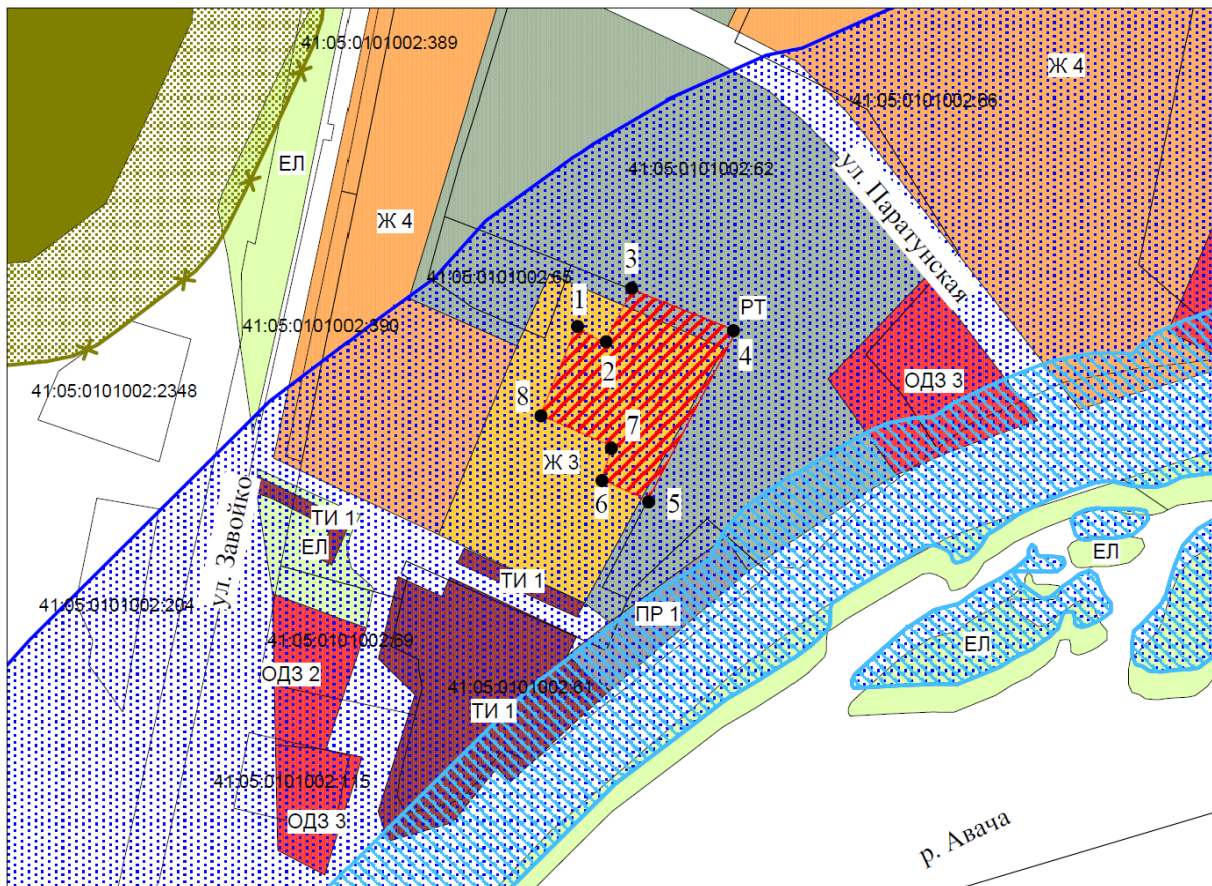 41:05:0101002:389
Ж 4
41:05:0101002:66
ЕЛ
41:05:0101002:62
ул. Паратунская
Ж 4
41:05:0101002:65
3
1
41:05:0101002:390
РТ
2
4
ОДЗ 3
41:05:0101002:2348
8
7
Ж 3
6
5
ул. Завойко
ТИ 1
ЕЛ
ТИ 1
ЕЛ
41:05:0101002:204
ПР 1
41:05:0101002:69
ЕЛ
ОДЗ 2
41:05:0101002:61
ТИ 1
41:05:0101002:115
ОДЗ 3
р. Авача